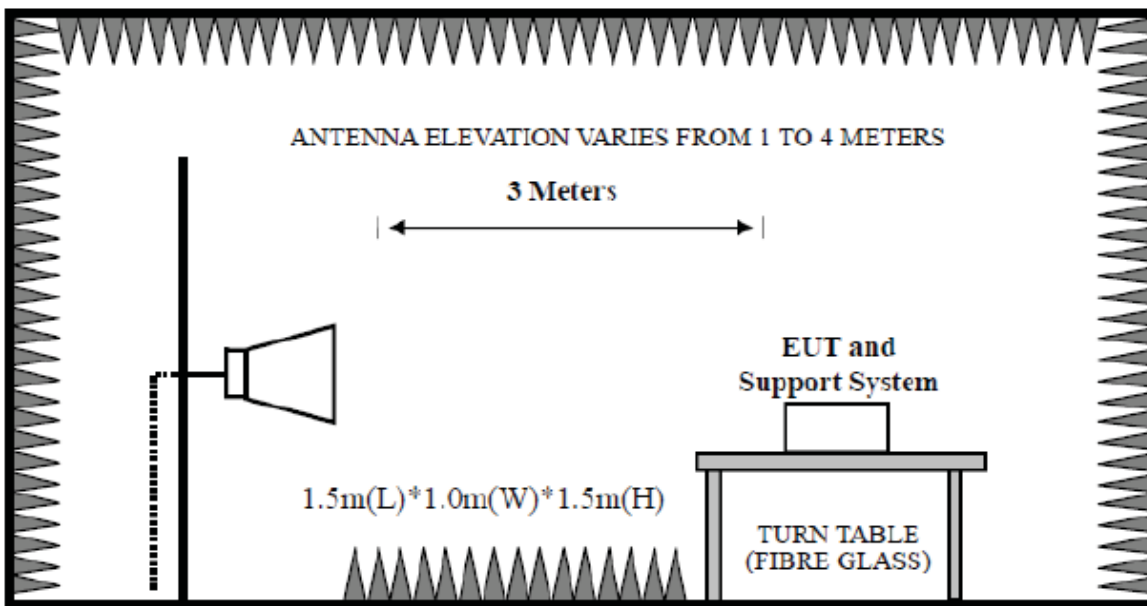 ANTENNA ELEVATION VARIES FROM 1 TO 4 METERS
3 Meters
EUT and
Support System
1.5m(L)*1.0m(W)*1.5m(H)
TURN TABLE
(FIBRE GLASS)